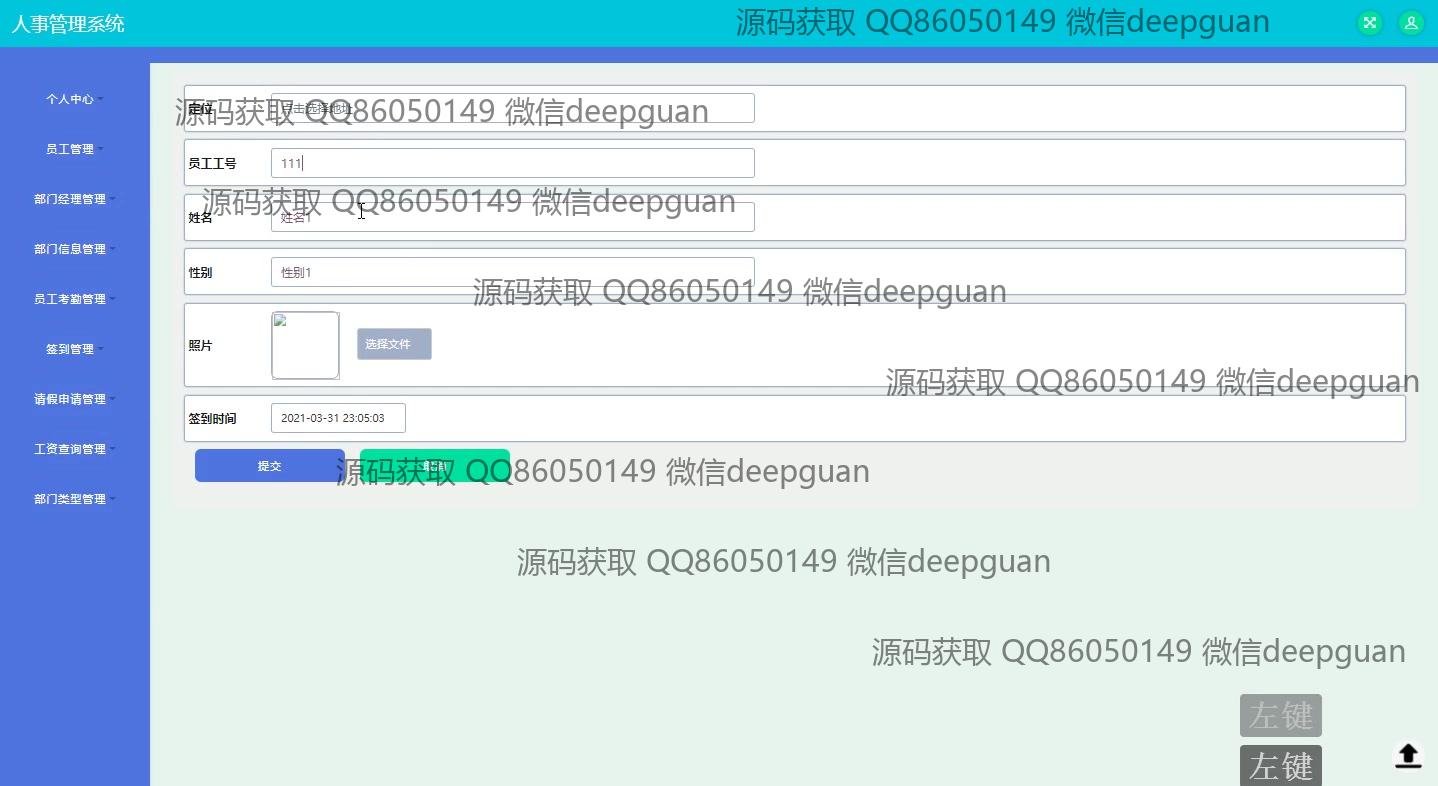 人事管理系统
源码获取 QQ86050149 微信deepguan
个人中心
员工管理
部门经理管理
部门信息管理
员工考勤管理
签到管理
请假申请管理
工资查询管理
部门类型管理
定位 点击选择地址
源码获取 QQ86050149 微信deepguan
员工工号 111
源码获取 QQ86050149 微信deepguan
姓名 姓名1
性别 性别1
源码获取 QQ86050149 微信deepguan
照片 选择文件
源码获取 QQ86050149 微信deepguan
签到时间 2021-03-31 23:05:03
提交
源码获取 QQ86050149 微信deepguan
源码获取 QQ86050149 微信deepguan
源码获取 QQ86050149 微信deepguan
左键
左键